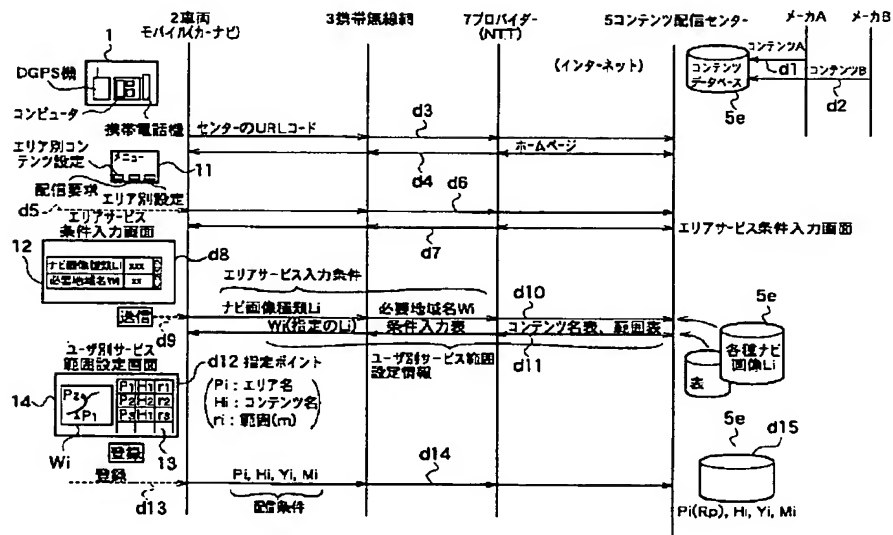 2車両
モバイル(カーナビ)
3携帯無線網
7プロバイダー
(NTT)
5コンテンツ配信センター
メーカA
メーカB
1
DGPS機
コンピュータ
携帯電話機
(インターネット)
コンテンツ
データベース
5e
コンテンツA
d1
コンテンツB
d2
センターのURLコード
d3
ホームページ
d4
エリア別コン
テンツ設定
メニュー
11
配信要求
エリア別設定
d5
d6
エリアサービス
条件入力画面
d7
エリアサービス条件入力画面
12
d8
ナビ画像種類Li
xxx
必要地域名Wi
xx
エリアサービス入力条件
送信
d9
ナビ画像種類Li
必要地域名Wi
d10
Wi(指定のLi)
条件入力表
コンテンツ名表、範囲表
d11
5e
各種ナビ
画像Li
表
ユーザ別サービス
範囲設定画面
ユーザ別サービス範囲
設定情報
d12 指定ポイント
Pi:エリア名
Hi:コンテンツ名
ri:範囲(m)
14
P2
P1
P1 H1 r1
P2 H2 r2
P3 H1 r3
Wi
13
登録
登録
d13
Pi, Hi, Yi, Mi
d14
配信条件
5e
d15
Pi(Rp), Hi, Yi, Mi